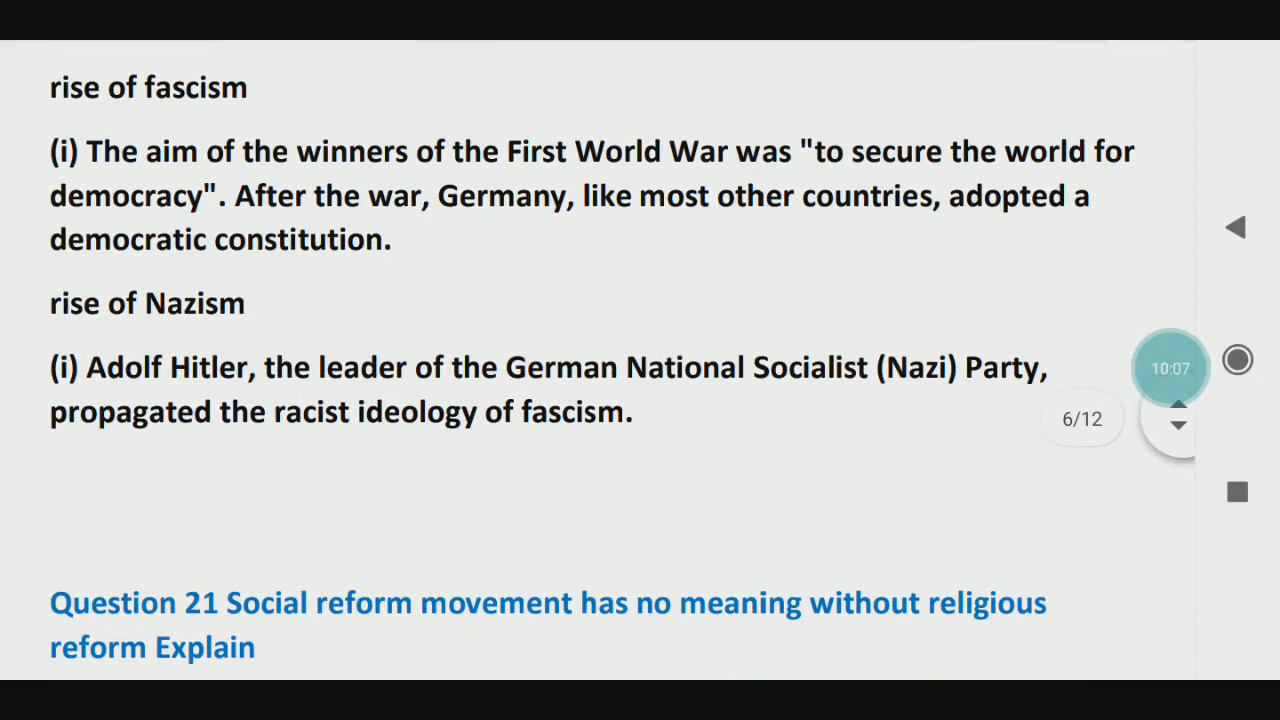 rise of fascism
(i) The aim of the winners of the First World War was "to secure the world for
democracy". After the war, Germany, like most other countries, adopted a
democratic constitution.
rise of Nazism
(i) Adolf Hitler, the leader of the German National Socialist (Nazi) Party,
propagated the racist ideology of fascism.
10:07
6/12
Question 21 Social reform movement has no meaning without religious
reform Explain